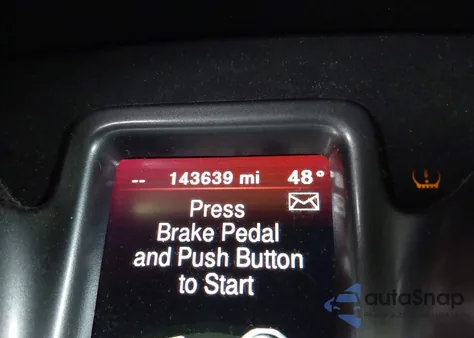 -- 143639 mi 48°
Press
Brake Pedal
and Push Button
to Start
autoSnap